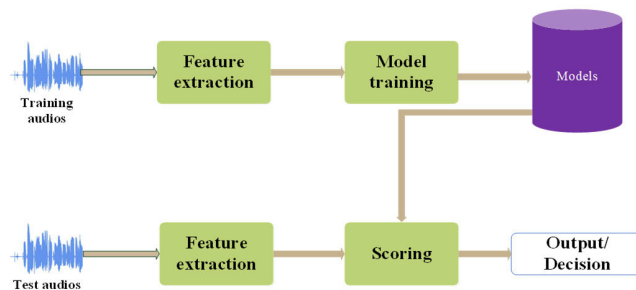 Feature
extraction
Model
training
Models
Training
audios
Feature
extraction
Scoring
Output/
Decision
Test audios